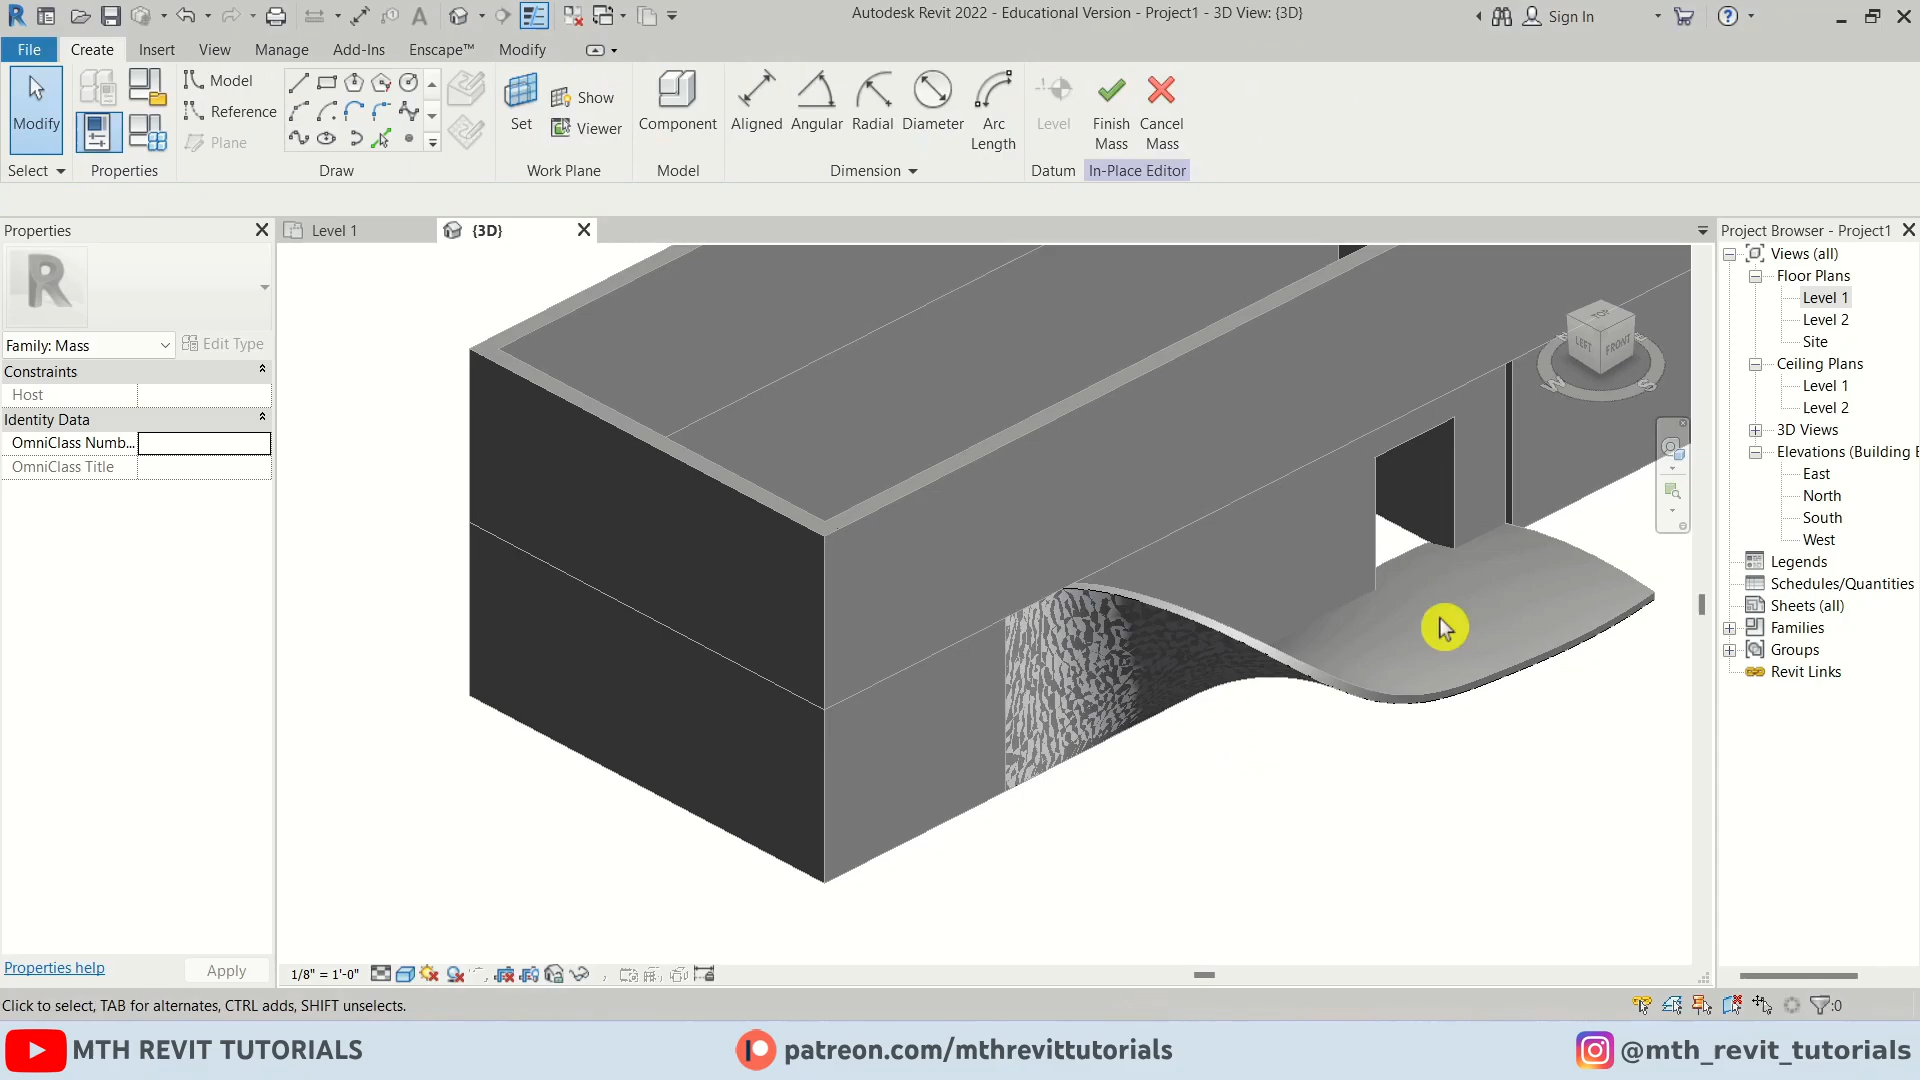 Autodesk Revit 2022 - Educational Version - Project1 - 3D View: {3D}
Sign In
File Create Insert View Manage Add-Ins Enscape™ Modify
Modify
Model
Reference
Plane
Set
Show
Viewer
Component
Aligned
Angular
Radial
Diameter
Arc
Length
Level
Finish
Mass
Cancel
Mass
Select Properties Draw Work Plane Model Dimension Datum In-Place Editor
Properties
Level 1
{3D}
Project Browser - Project1
R
Family: Mass
Edit Type
Constraints
Host
Identity Data
OmniClass Numb...
OmniClass Title
Views (all)
Floor Plans
Level 1
Level 2
Site
Ceiling Plans
Level 1
Level 2
3D Views
Elevations (Building E
East
North
South
West
Legends
Schedules/Quantities
Sheets (all)
Families
Groups
Revit Links
TOP
LEFT
FRONT
W
S
Properties help
Apply
1/8" = 1'-0"
Click to select, TAB for alternates, CTRL adds, SHIFT unselects.
:0
MTH REVIT TUTORIALS
patreon.com/mthrevittutorials
@mth_revit_tutorials